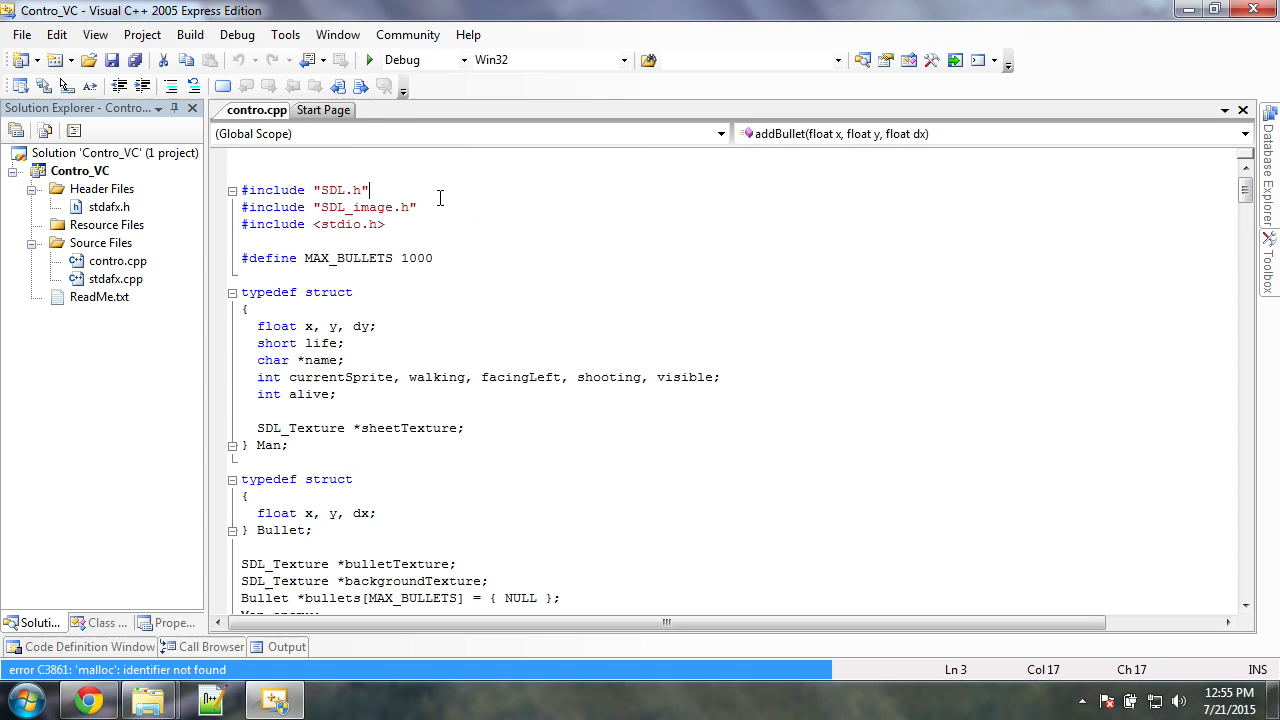 Contro_VC - Visual C++ 2005 Express Edition
File Edit View Project Build Debug Tools Window Community Help
Debug Win32
Solution Explorer - Contro...
contro.cpp Start Page
(Global Scope) addBullet(float x, float y, float dx)
Solution 'Contro_VC' (1 project)
Contro_VC
Header Files
stdafx.h
Resource Files
Source Files
contro.cpp
stdafx.cpp
ReadMe.txt
#include "SDL.h"
#include "SDL_image.h"
#include <stdio.h>
#define MAX_BULLETS 1000
typedef struct
{
float x, y, dy;
short life;
char *name;
int currentSprite, walking, facingLeft, shooting, visible;
int alive;
SDL_Texture *sheetTexture;
} Man;
typedef struct
{
float x, y, dx;
} Bullet;
SDL_Texture *bulletTexture;
SDL_Texture *backgroundTexture;
Bullet *bullets[MAX_BULLETS] = { NULL };
Database Explorer
Toolbox
Soluti... Class ... Prope...
Code Definition Window Call Browser Output
error C3861: 'malloc': identifier not found Ln 3 Col 17 Ch 17 INS
12:55 PM
7/21/2015